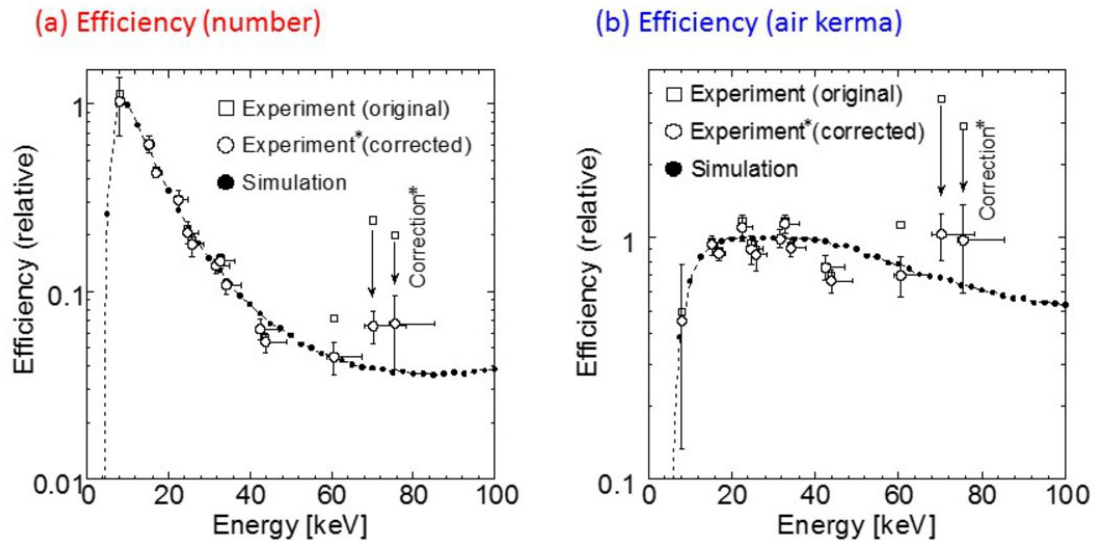 (a) Efficiency (number)
(b) Efficiency (air kerma)
Efficiency (relative)
1
0.1
0.01
Experiment (original)
Experiment*(corrected)
Simulation
Correction*
0 20 40 60 80 100
Energy [keV]
Efficiency (relative)
1
0.1
Experiment (original)
Experiment*(corrected)
Simulation
Correction*
0 20 40 60 80 100
Energy [keV]